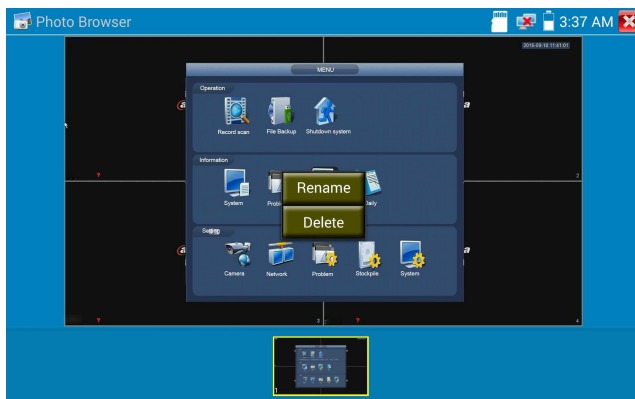 Photo Browser
3:37 AM
2015-09-18 11:41:01
MENU
Operation
Record scan
File Backup
Shutdown system
Information
System
Daily
Rename
Delete
Camera
Network
Problem
Stockpile
System
2
3
4
1